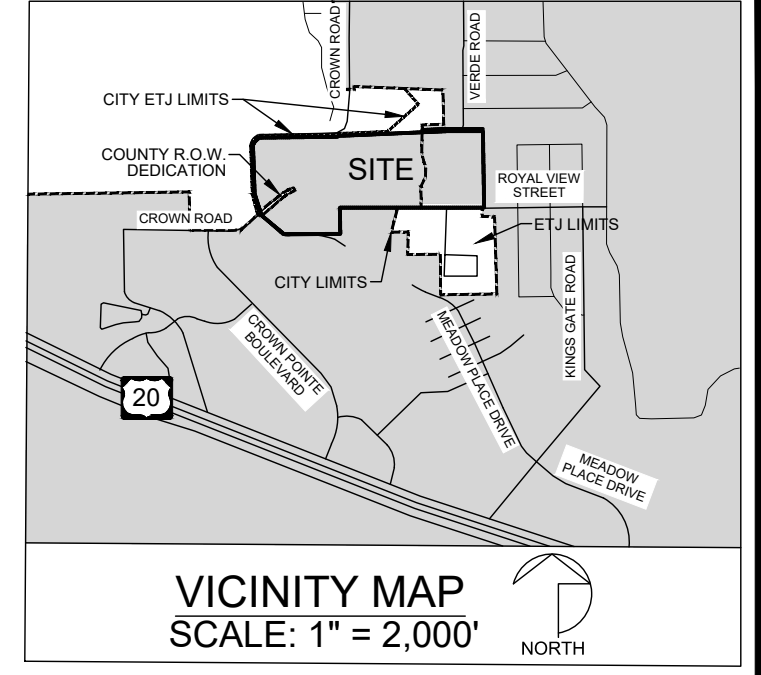 CROWN ROAD
VERDE ROAD
CITY ETJ LIMITS
COUNTY R.O.W.
DEDICATION
SITE
ROYAL VIEW
STREET
CROWN ROAD
ETJ LIMITS
CITY LIMITS
KINGS GATE ROAD
CROWN POINTE
BOULEVARD
MEADOW PLACE DRIVE
20
MEADOW
PLACE DRIVE
VICINITY MAP
SCALE: 1" = 2,000'
NORTH